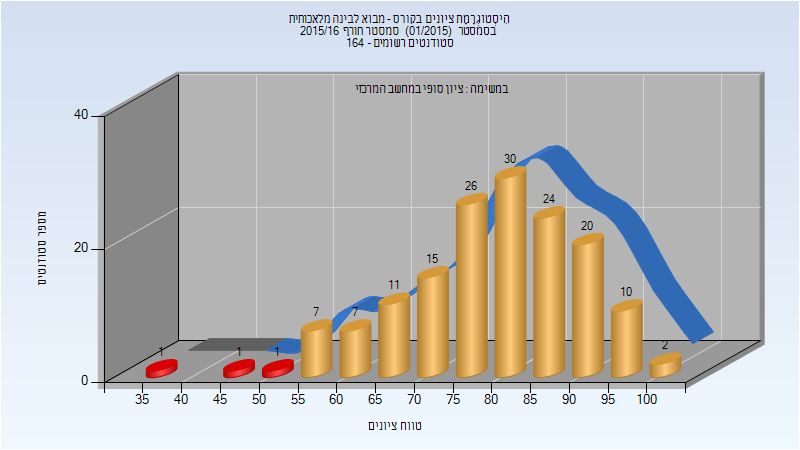 היסטוגרמת ציונים בקורס - מבוא לבינה מלאכותית
בסמסטר (01/2015) סמסטר חורף 2015/16
סטודנטים רשומים - 164
במשימה : ציון סופי במחשב המרכזי
מספר סטודנטים
40
20
0
1
1
1
7
7
11
15
26
30
24
20
10
2
35 40 45 50 55 60 65 70 75 80 85 90 95 100
טווח ציונים